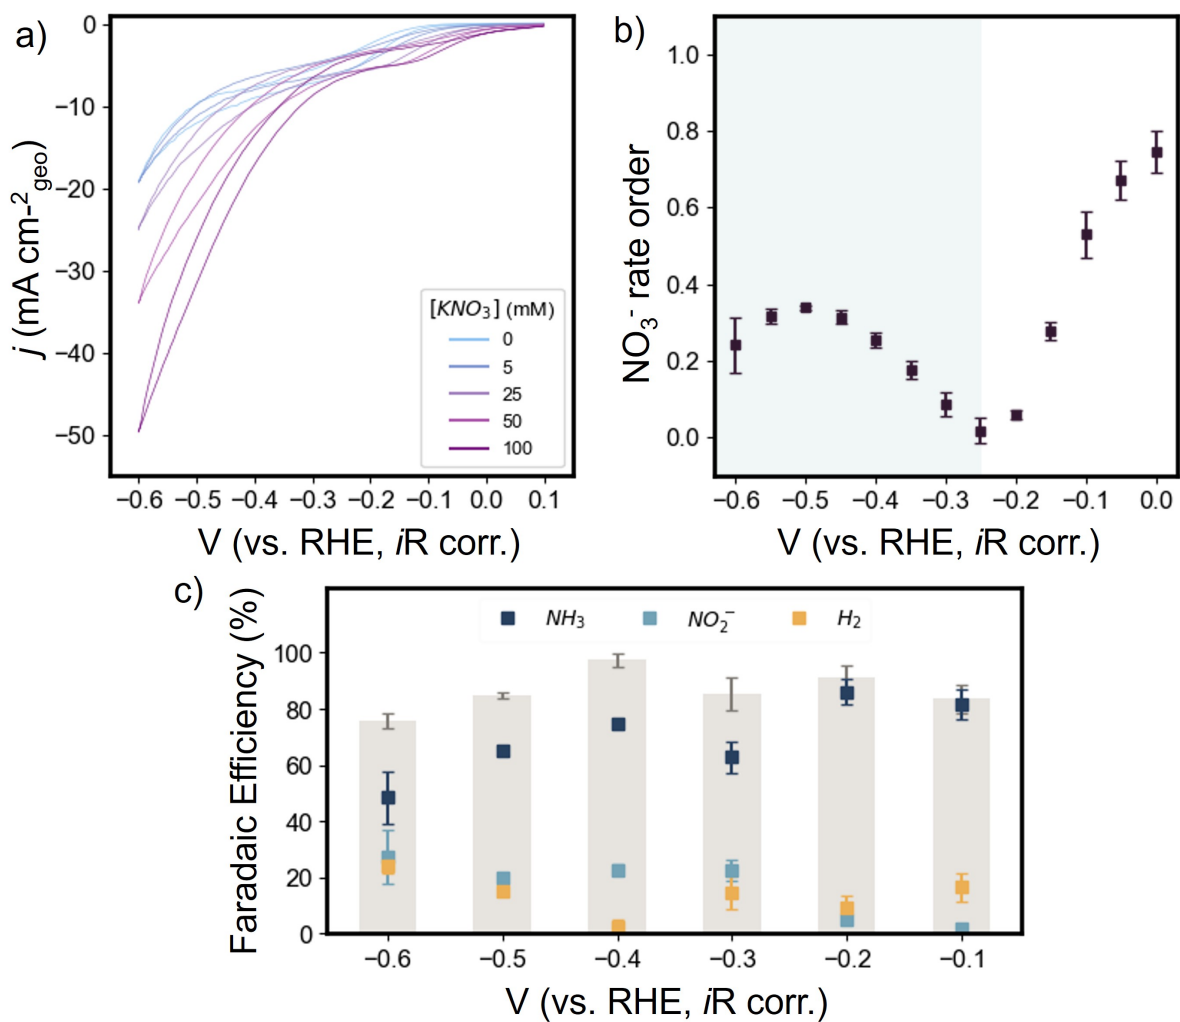 a)
0
−10
−20
−30
−40
−50
j (mA cm-²geo)
[KNO₃] (mM)
0
5
25
50
100
−0.6 −0.5 −0.4 −0.3 −0.2 −0.1 0.0 0.1
V (vs. RHE, iR corr.)
b)
1.0
0.8
0.6
0.4
0.2
0.0
NO₃⁻ rate order
−0.6 −0.4 −0.3 −0.2 −0.1 0.0
V (vs. RHE, iR corr.)
c)
NH₃ NO₂⁻ H₂
100
80
60
40
20
0
Faradaic Efficiency (%)
−0.6 −0.5 −0.4 −0.3 −0.2 −0.1
V (vs. RHE, iR corr.)